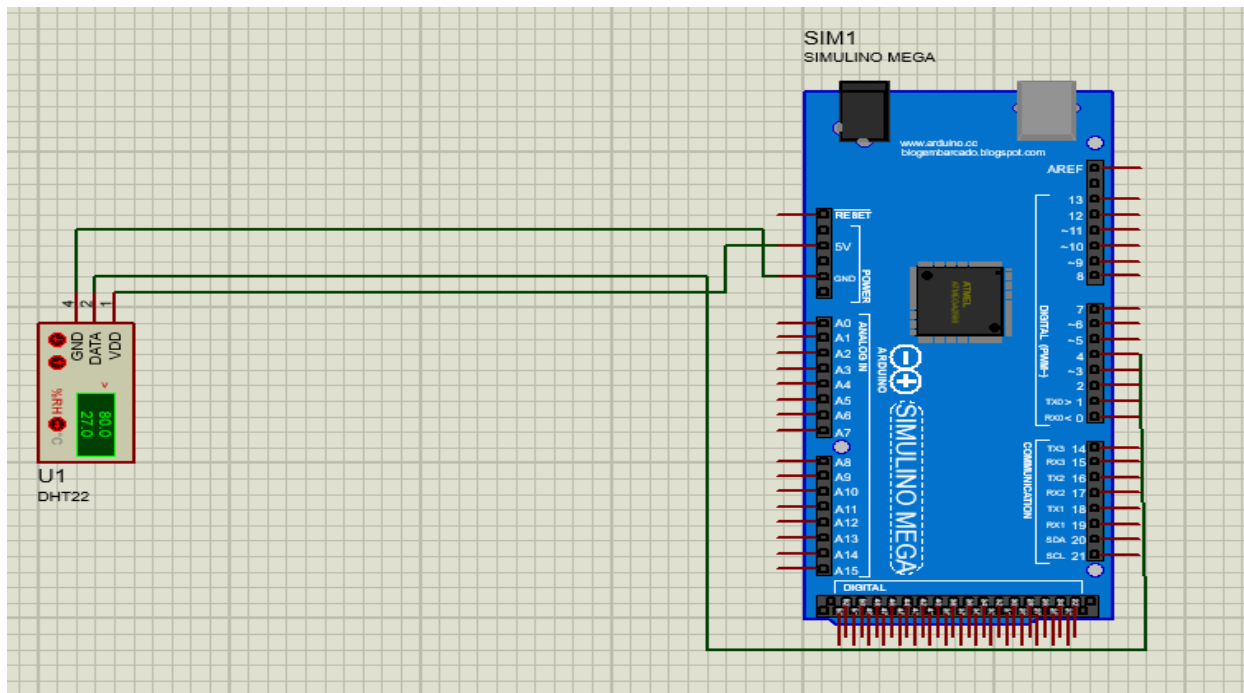 SIM1
SIMULINO MEGA
www.arduino.cc
blogembarcado.blogspot.com
AREF
13
12
~11
~10
~9
8
RESET
5V
GND
POWER
ATMEL
7
~6
~5
4
~3
2
TX0> 1
RX0< 0
DIGITAL (PWM~)
A0
A1
A2
A3
A4
A5
A6
A7
ANALOG IN
ARDUINO
SIMULINO MEGA
A8
A9
A10
A11
A12
A13
A14
A15
TX3 14
RX3 15
TX2 16
RX2 17
TX1 18
RX1 19
SDA 20
SCL 21
COMMUNICATION
DIGITAL
4
2
1
GND
DATA
VDD
>
%RH
°C
80.0
27.0
U1
DHT22